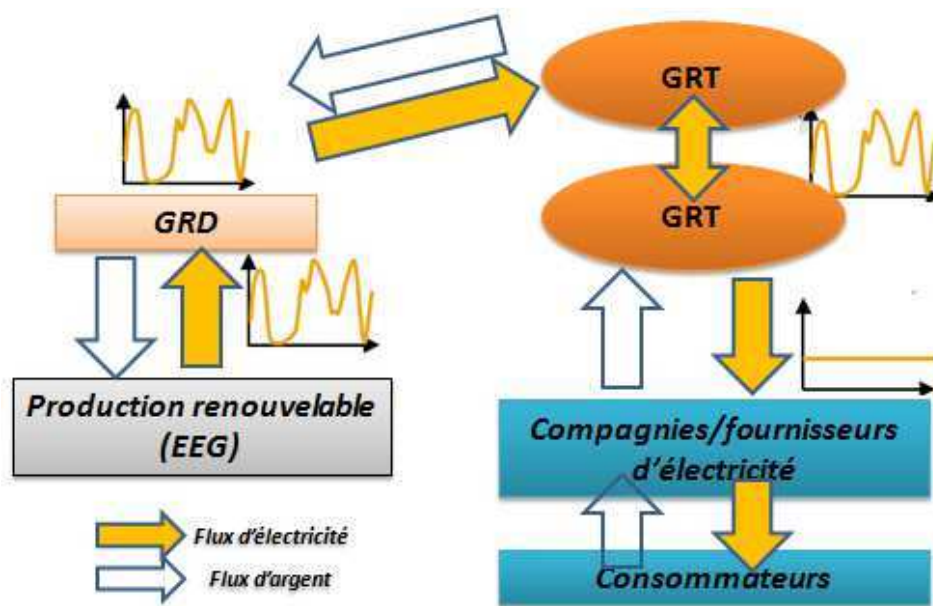 GRT
GRD
GRT
Production renouvelable
(EEG)
Compagnies/fournisseurs
d'électricité
Flux d'électricité
Flux d'argent
Consommateurs